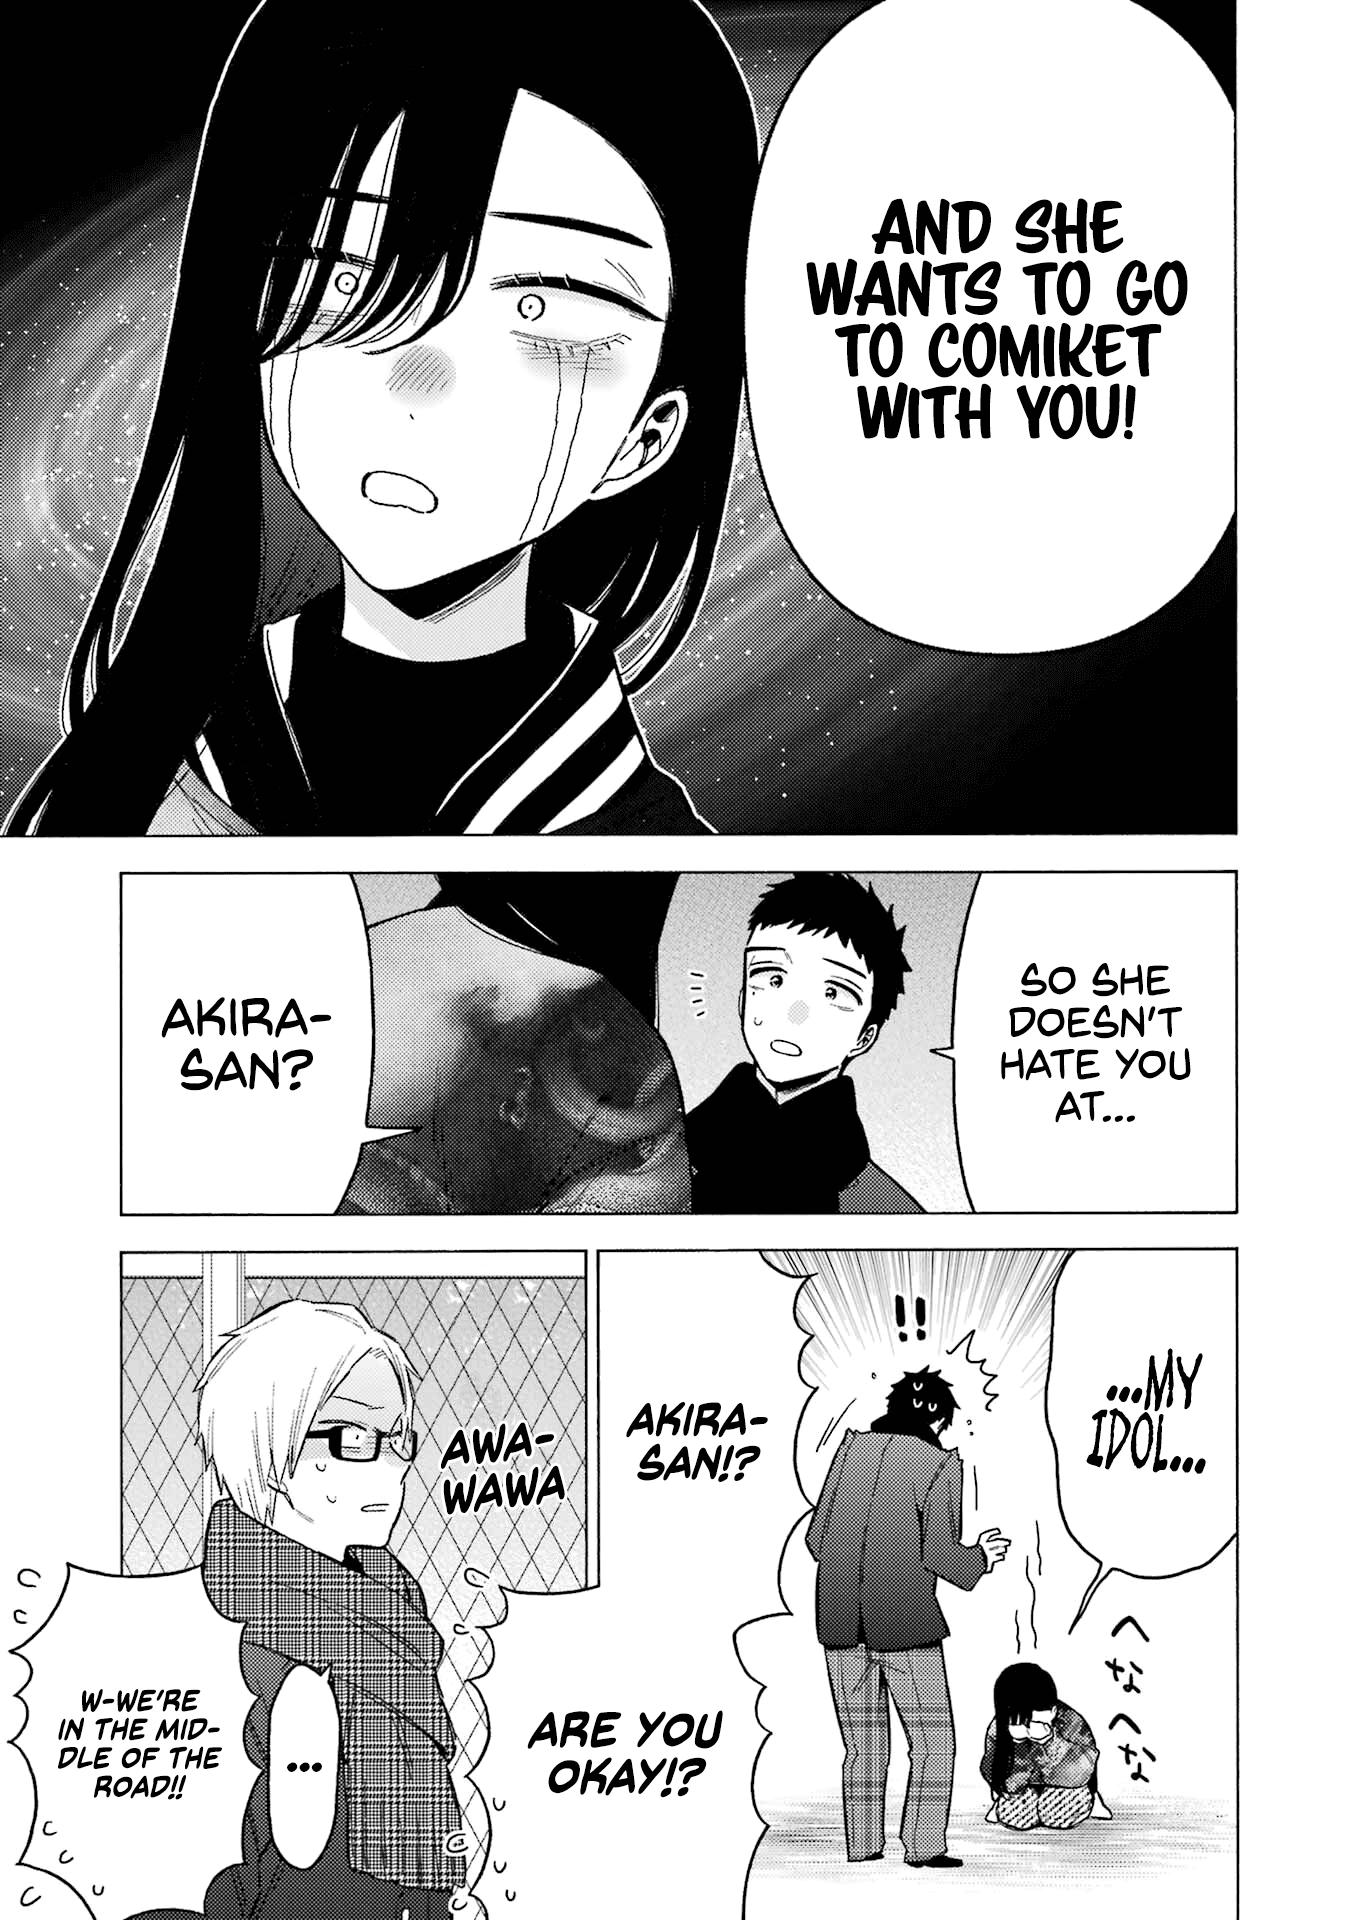 AND SHE
WANTS TO GO
TO COMIKET
WITH YOU!
SO SHE
DOESN'T
HATE YOU
AT...
AKIRA-
SAN?
...MY
IDOL...
!!
へなへな
AKIRA-
SAN!?
ARE YOU
OKAY!?
AWA-
WAWA
...
W-WE'RE
IN THE MID-
DLE OF THE
ROAD!!